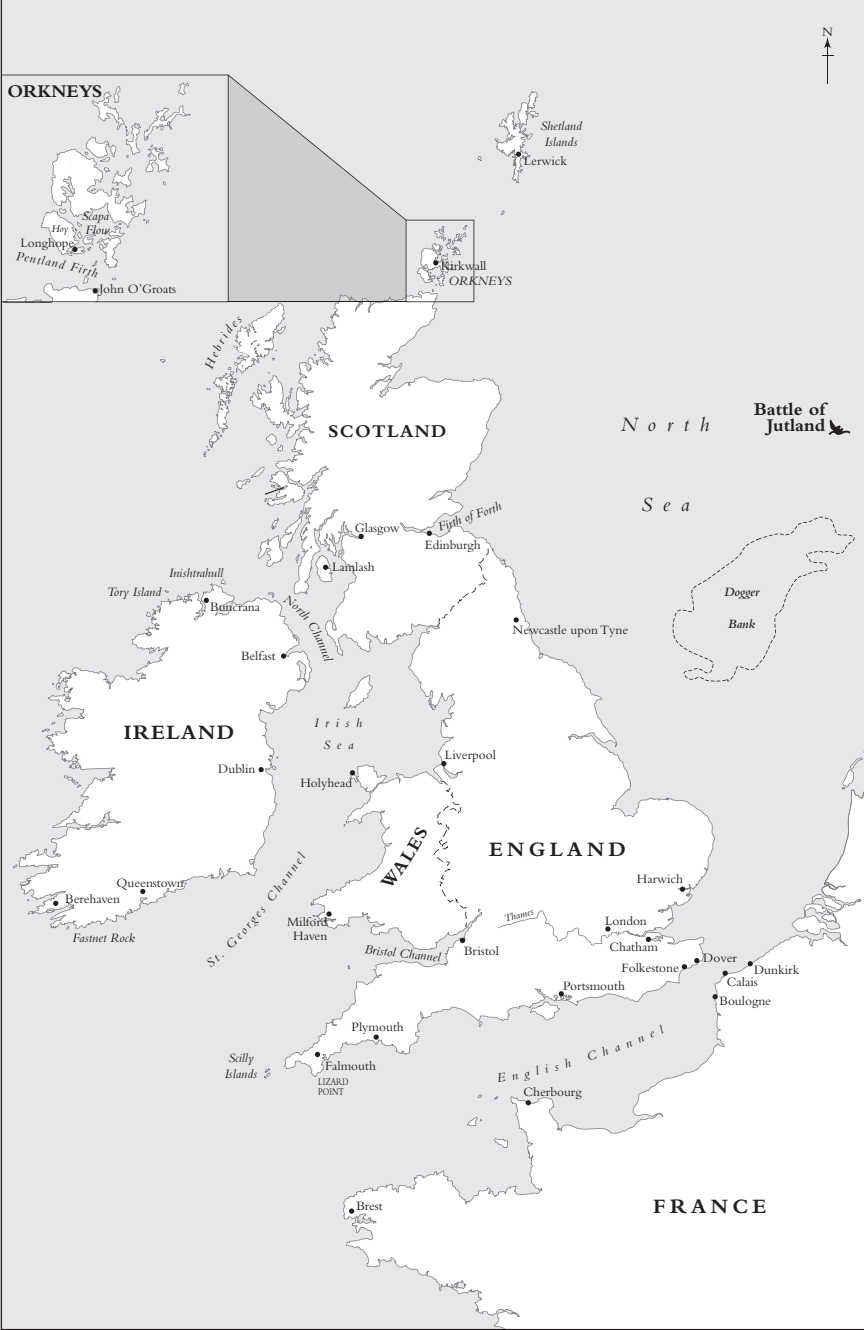 N
ORKNEYS
Shetland
Islands
Lerwick
Scapa
Flow
Hoy
Longhope
Pentland Firth
John O'Groats
Kirkwall
ORKNEYS
Hebrides
Battle of
Jutland
North
Sea
SCOTLAND
Glasgow
Firth of Forth
Edinburgh
Lamlash
Inishtrahull
Tory Island
Buncrana
North Channel
Dogger
Bank
Newcastle upon Tyne
Belfast
IRELAND
Irish
Sea
Dublin
Liverpool
Holyhead
WALES
ENGLAND
Harwich
Queenstown
Berehaven
Fastnet Rock
St. Georges Channel
Milford
Haven
Thames
London
Chatham
Bristol Channel
Bristol
Dover
Folkestone
Dunkirk
Calais
Boulogne
Portsmouth
Plymouth
Falmouth
Scilly
Islands
LIZARD
POINT
English Channel
Cherbourg
Brest
FRANCE